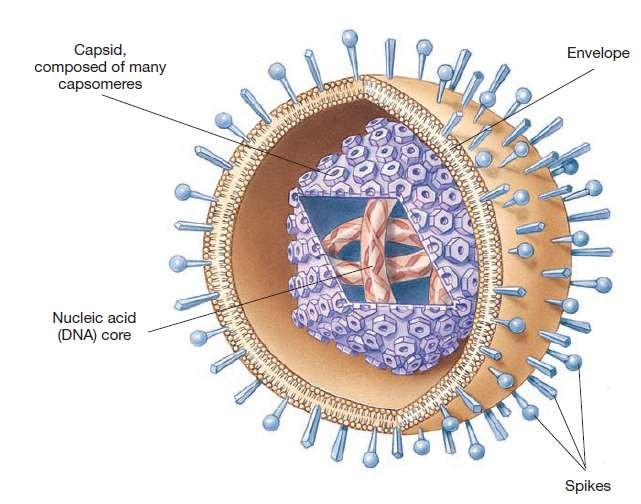 Capsid,
composed of many
capsomeres
Envelope
Nucleic acid
(DNA) core
Spikes